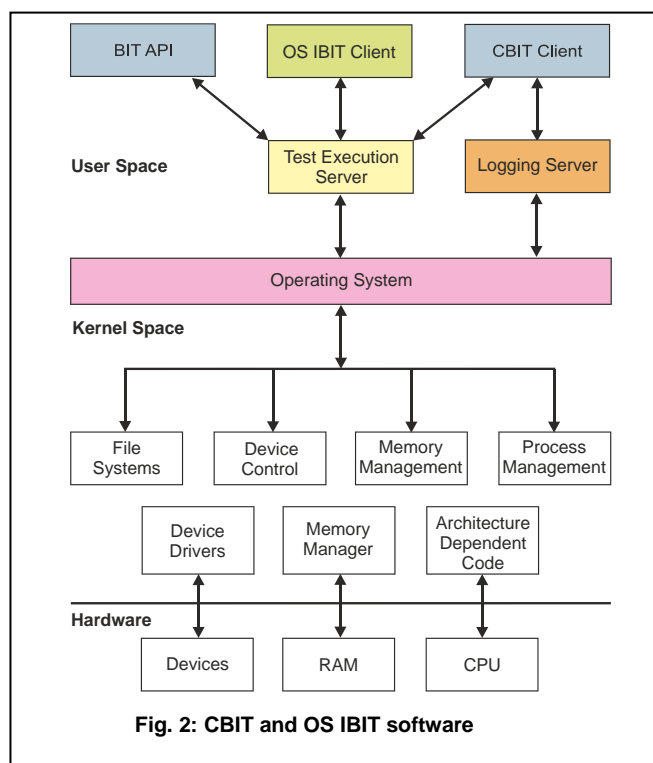 BIT API
OS IBIT Client
CBIT Client
User Space
Test Execution
Server
Logging Server
Operating System
Kernel Space
File
Systems
Device
Control
Memory
Management
Process
Management
Device
Drivers
Memory
Manager
Architecture
Dependent
Code
Hardware
Devices
RAM
CPU
Fig. 2: CBIT and OS IBIT software